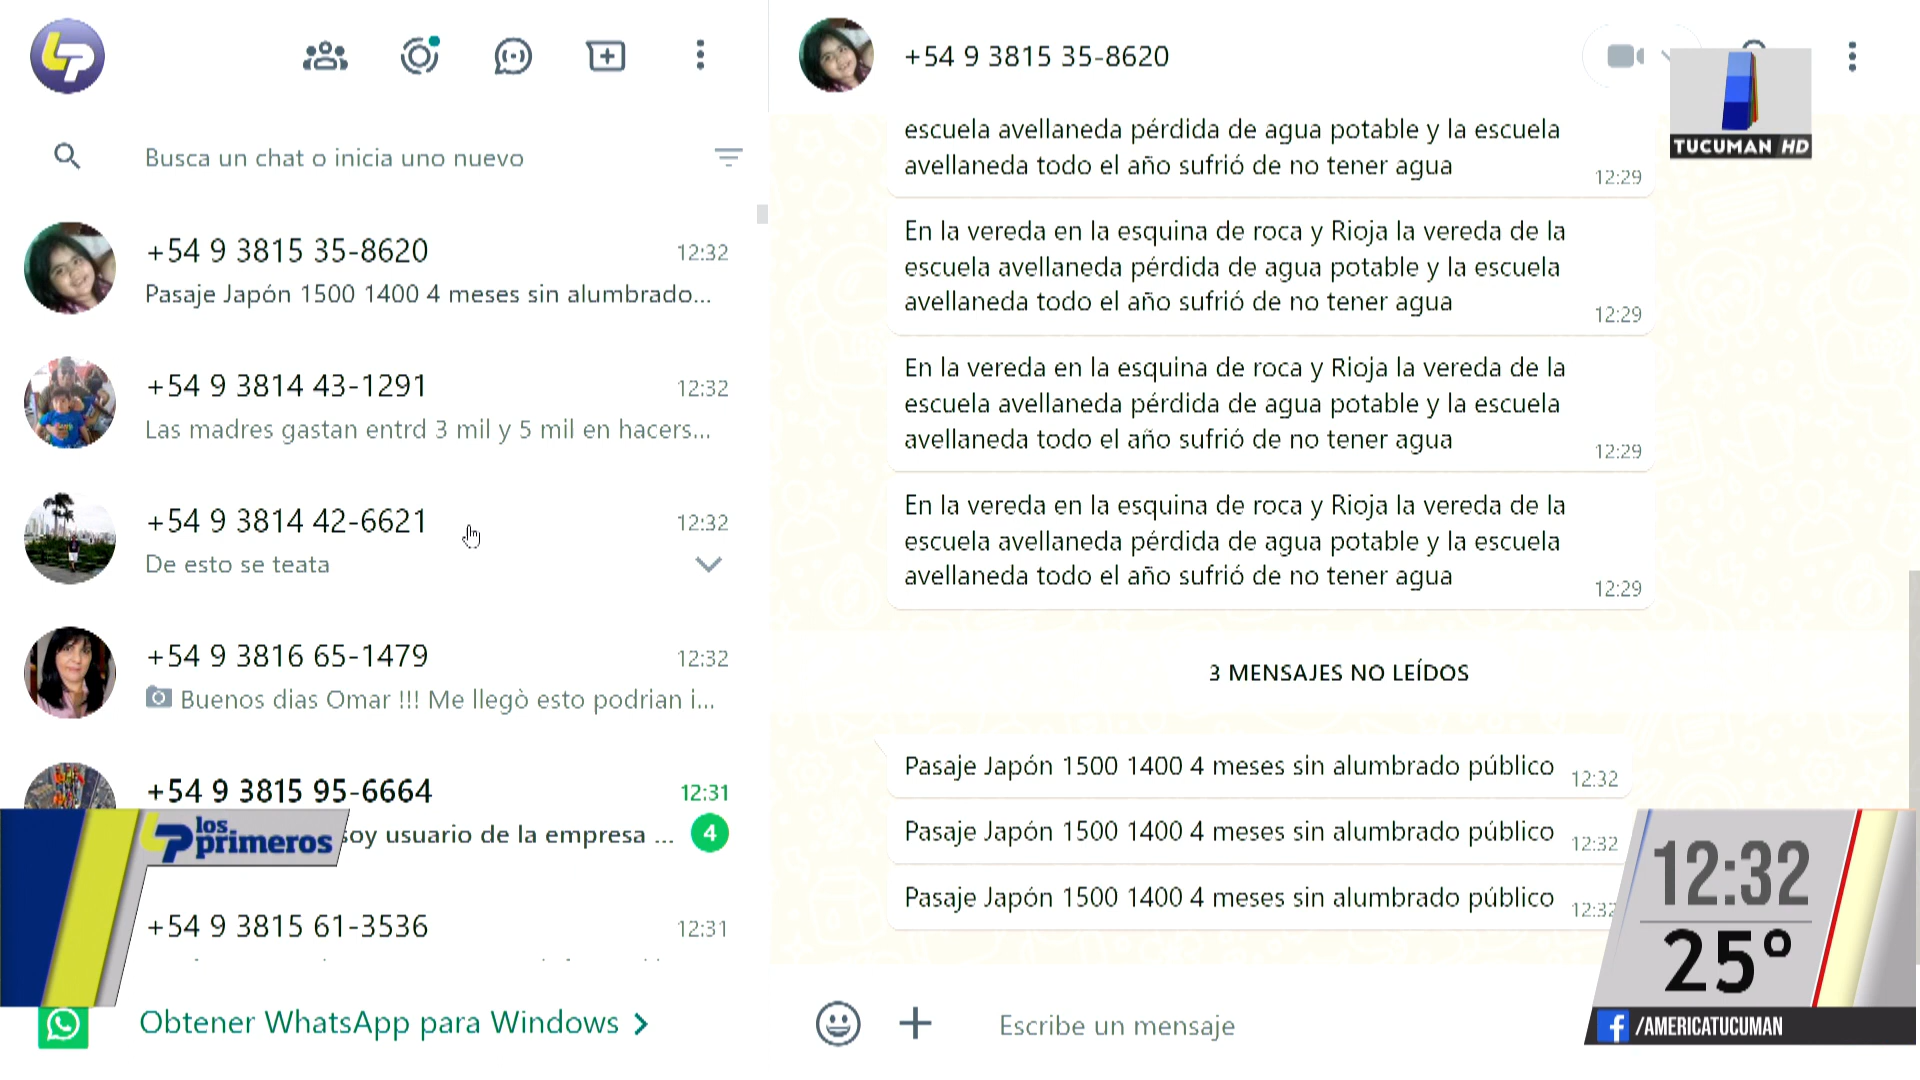 Busca un chat o inicia uno nuevo
+54 9 3815 35-8620
12:32
Pasaje Japón 1500 1400 4 meses sin alumbrado...
+54 9 3814 43-1291
12:32
Las madres gastan entrd 3 mil y 5 mil en hacers...
+54 9 3814 42-6621
12:32
De esto se teata
+54 9 3816 65-1479
12:32
Buenos dias Omar !!! Me llegò esto podrian i...
+54 9 3815 95-6664
12:31
soy usuario de la empresa ...
4
los
primeros
+54 9 3815 61-3536
12:31
Obtener WhatsApp para Windows
+54 9 3815 35-8620
TUCUMAN HD
escuela avellaneda pérdida de agua potable y la escuela
avellaneda todo el año sufrió de no tener agua
12:29
En la vereda en la esquina de roca y Rioja la vereda de la
escuela avellaneda pérdida de agua potable y la escuela
avellaneda todo el año sufrió de no tener agua
12:29
En la vereda en la esquina de roca y Rioja la vereda de la
escuela avellaneda pérdida de agua potable y la escuela
avellaneda todo el año sufrió de no tener agua
12:29
En la vereda en la esquina de roca y Rioja la vereda de la
escuela avellaneda pérdida de agua potable y la escuela
avellaneda todo el año sufrió de no tener agua
12:29
3 MENSAJES NO LEÍDOS
Pasaje Japón 1500 1400 4 meses sin alumbrado público
12:32
Pasaje Japón 1500 1400 4 meses sin alumbrado público
12:32
Pasaje Japón 1500 1400 4 meses sin alumbrado público
12:32
Escribe un mensaje
12:32
25°
/AMERICATUCUMAN